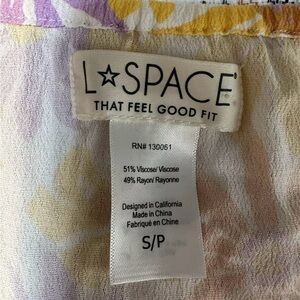 L☆SPACE®
THAT FEEL GOOD FIT
RN# 130051
51% Viscose/ Viscose
49% Rayon/ Rayonne
Designed in California
Made in China
Fabriqué en Chine
S/P